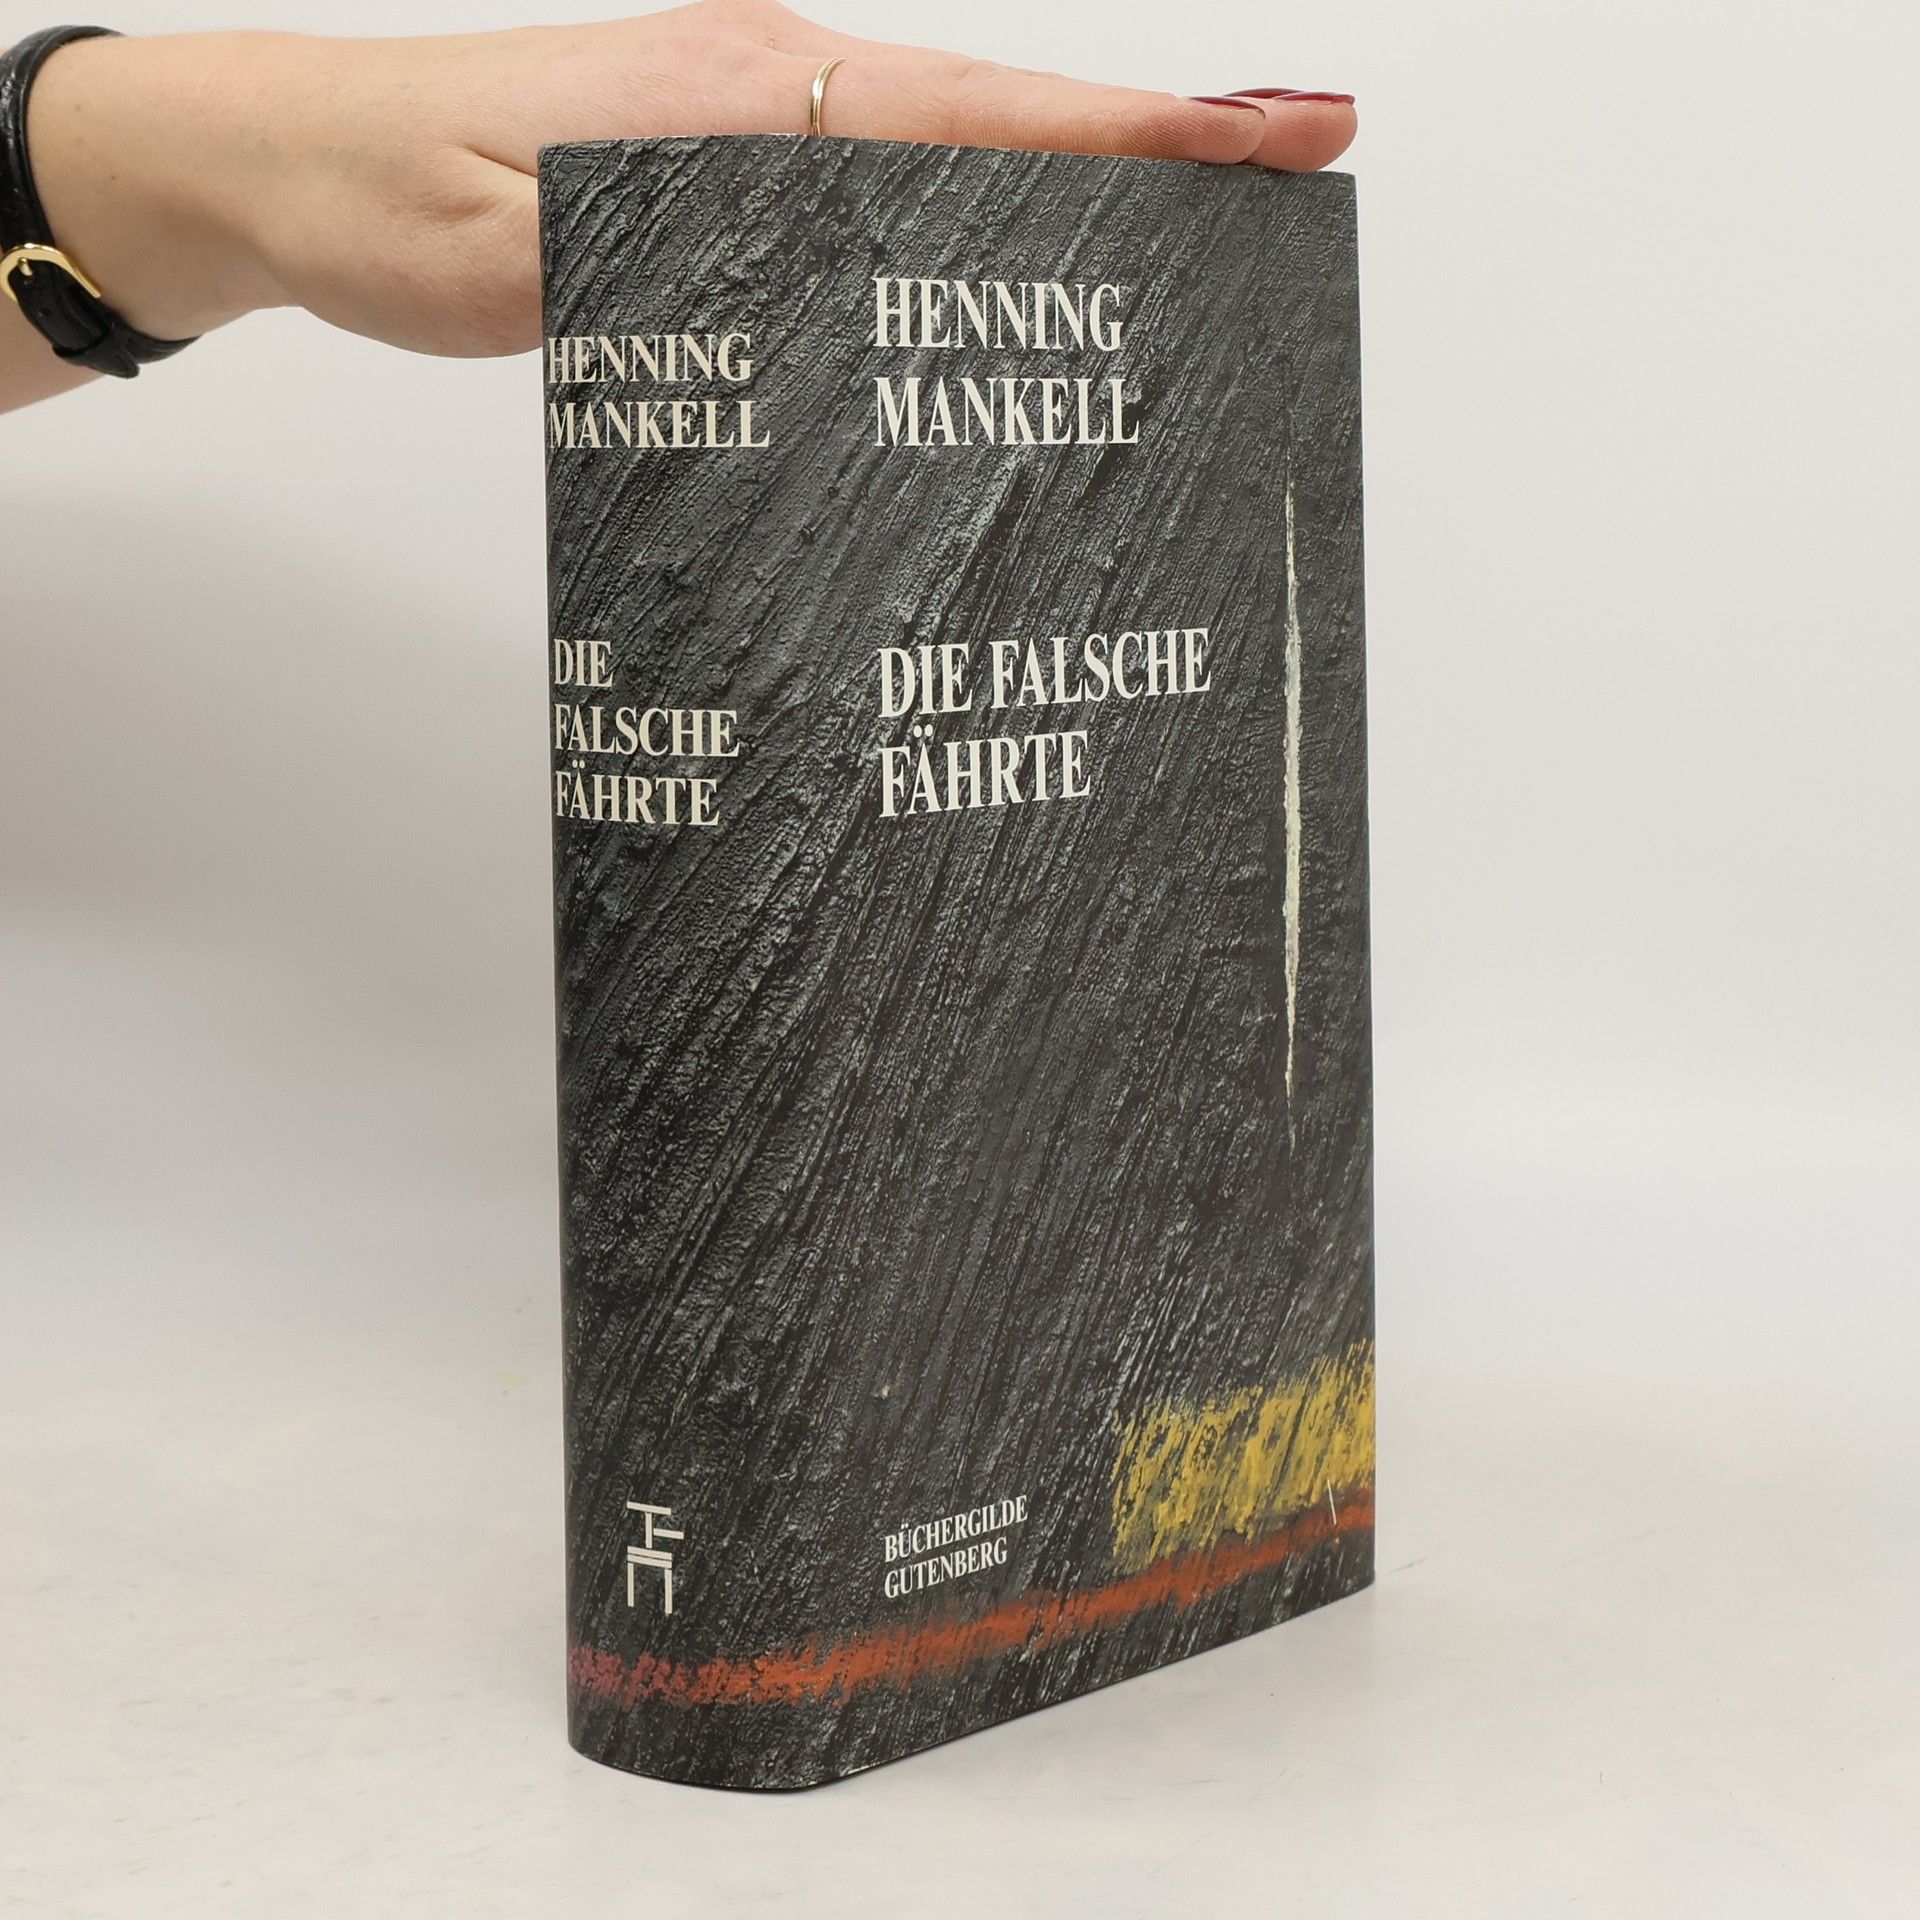 HENNING
MANKELL
DIE
FALSCHE
FÄHRTE
HENNING
MANKELL
DIE FALSCHE
FÄHRTE
BÜCHERGILDE
GUTENBERG